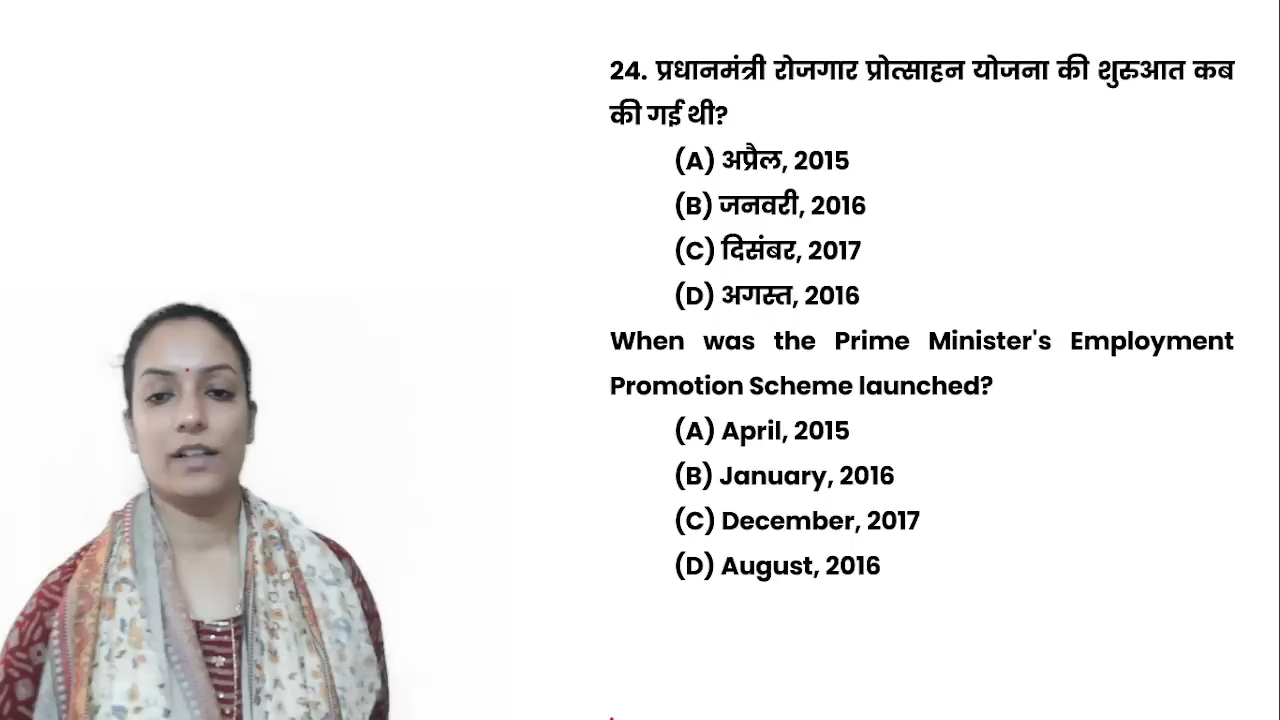 24. प्रधानमंत्री रोजगार प्रोत्साहन योजना की शुरुआत कब
की गई थी?
(A) अप्रैल, 2015
(B) जनवरी, 2016
(C) दिसंबर, 2017
(D) अगस्त, 2016
When was the Prime Minister's Employment
Promotion Scheme launched?
(A) April, 2015
(B) January, 2016
(C) December, 2017
(D) August, 2016